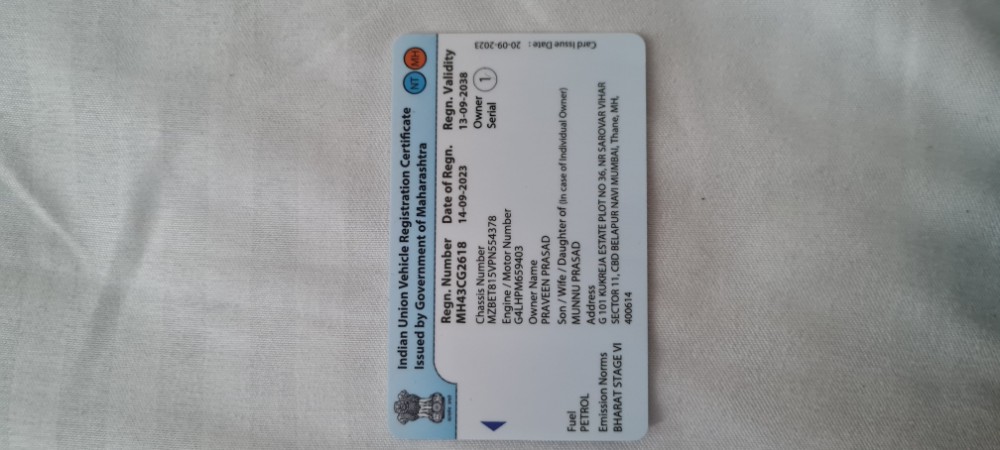 Indian Union Vehicle Registration Certificate
Issued by Government of Maharashtra
NT MH
Regn. Number Date of Regn. Regn. Validity
MH43CG2618 14-09-2023 13-09-2038
Chassis Number
MZBET815VPN554378
Owner
Serial 1
Engine / Motor Number
G4LHPM659403
Owner Name
PRAVEEN PRASAD
Son / Wife / Daughter of (In case of Individual Owner)
MUNNU PRASAD
Address
G 101 KUKREJA ESTATE PLOT NO 36, NR SAROVAR VIHAR
SECTOR 11, CBD BELAPUR NAVI MUMBAI, Thane, MH,
400614
Fuel
PETROL
Emission Norms
BHARAT STAGE VI
Card Issue Date : 20-09-2023